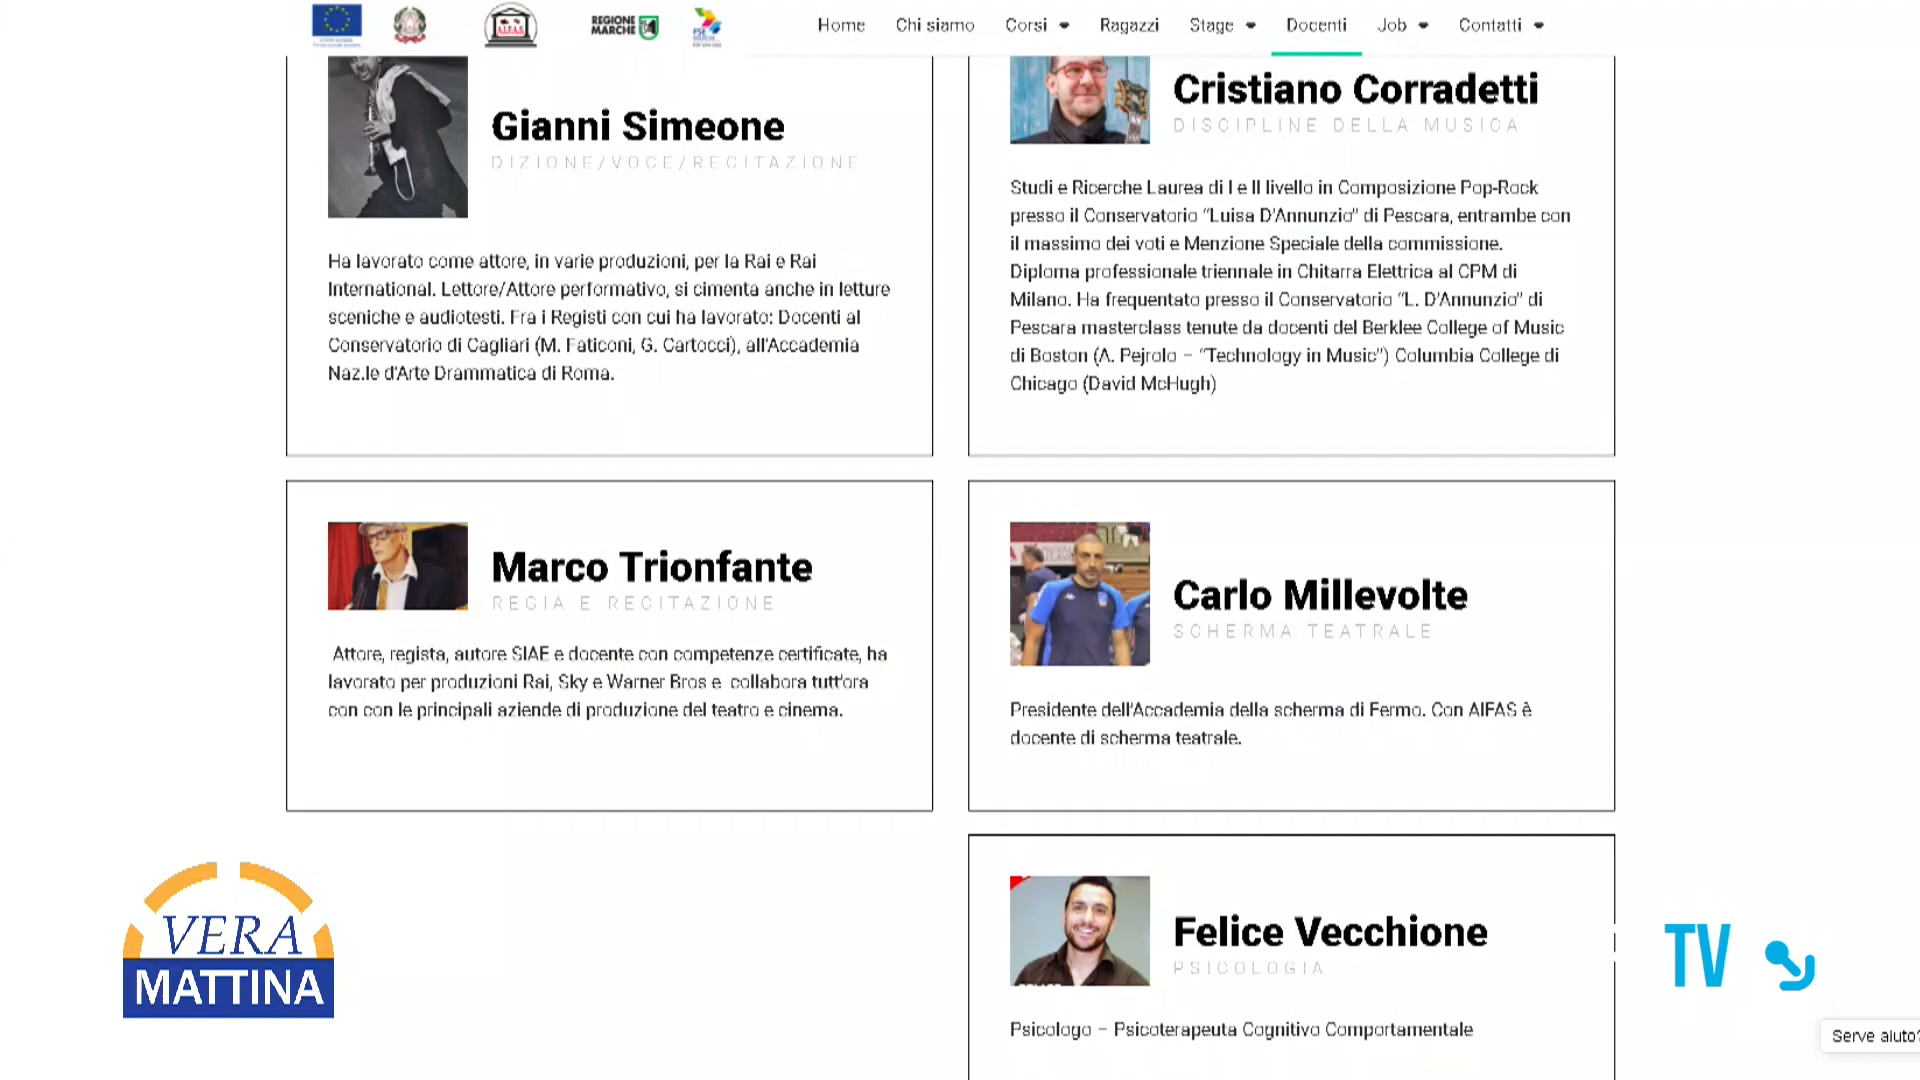 ALFAS
REGIONE
MARCHE
Home Chi siamo Corsi Ragazzi Stage Docenti Job Contatti
Gianni Simeone
DIZIONE/VOCE/RECITAZIONE
Ha lavorato come attore, in varie produzioni, per la Rai e Rai
International. Lettore/Attore performativo, si cimenta anche in letture
sceniche e audiotesti. Fra i Registi con cui ha lavorato: Docenti al
Conservatorio di Cagliari (M. Faticoni, G. Cartocci), all'Accademia
Naz.le d'Arte Drammatica di Roma.
Cristiano Corradetti
DISCIPLINE DELLA MUSICA
Studi e Ricerche Laurea di I e II livello in Composizione Pop-Rock
presso il Conservatorio “Luisa D'Annunzio” di Pescara, entrambe con
il massimo dei voti e Menzione Speciale della commissione.
Diploma professionale triennale in Chitarra Elettrica al CPM di
Milano. Ha frequentato presso il Conservatorio “L. D'Annunzio” di
Pescara masterclass tenute da docenti del Berklee College of Music
di Boston (A. Pejrolo – “Technology in Music”) Columbia College di
Chicago (David McHugh)
Marco Trionfante
REGIA E RECITAZIONE
Attore, regista, autore SIAE e docente con competenze certificate, ha
lavorato per produzioni Rai, Sky e Warner Bros e collabora tutt'ora
con con le principali aziende di produzione del teatro e cinema.
Carlo Millevolte
SCHERMA TEATRALE
Presidente dell'Accademia della scherma di Fermo. Con AIFAS è
docente di scherma teatrale.
Felice Vecchione
PSICOLOGIA
Psicologo – Psicoterapeuta Cognitivo Comportamentale
VERA
MATTINA
TV
Serve aiuto?